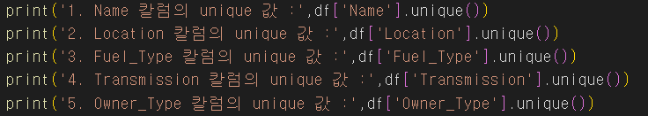 print('1. Name 칼럼의 unique 값 :',df['Name'].unique())
print('2. Location 칼럼의 unique 값 :',df['Location'].unique())
print('3. Fuel_Type 칼럼의 unique 값 :',df['Fuel_Type'].unique())
print('4. Transmission 칼럼의 unique 값 :',df['Transmission'].unique())
print('5. Owner_Type 칼럼의 unique 값 :',df['Owner_Type'].unique())